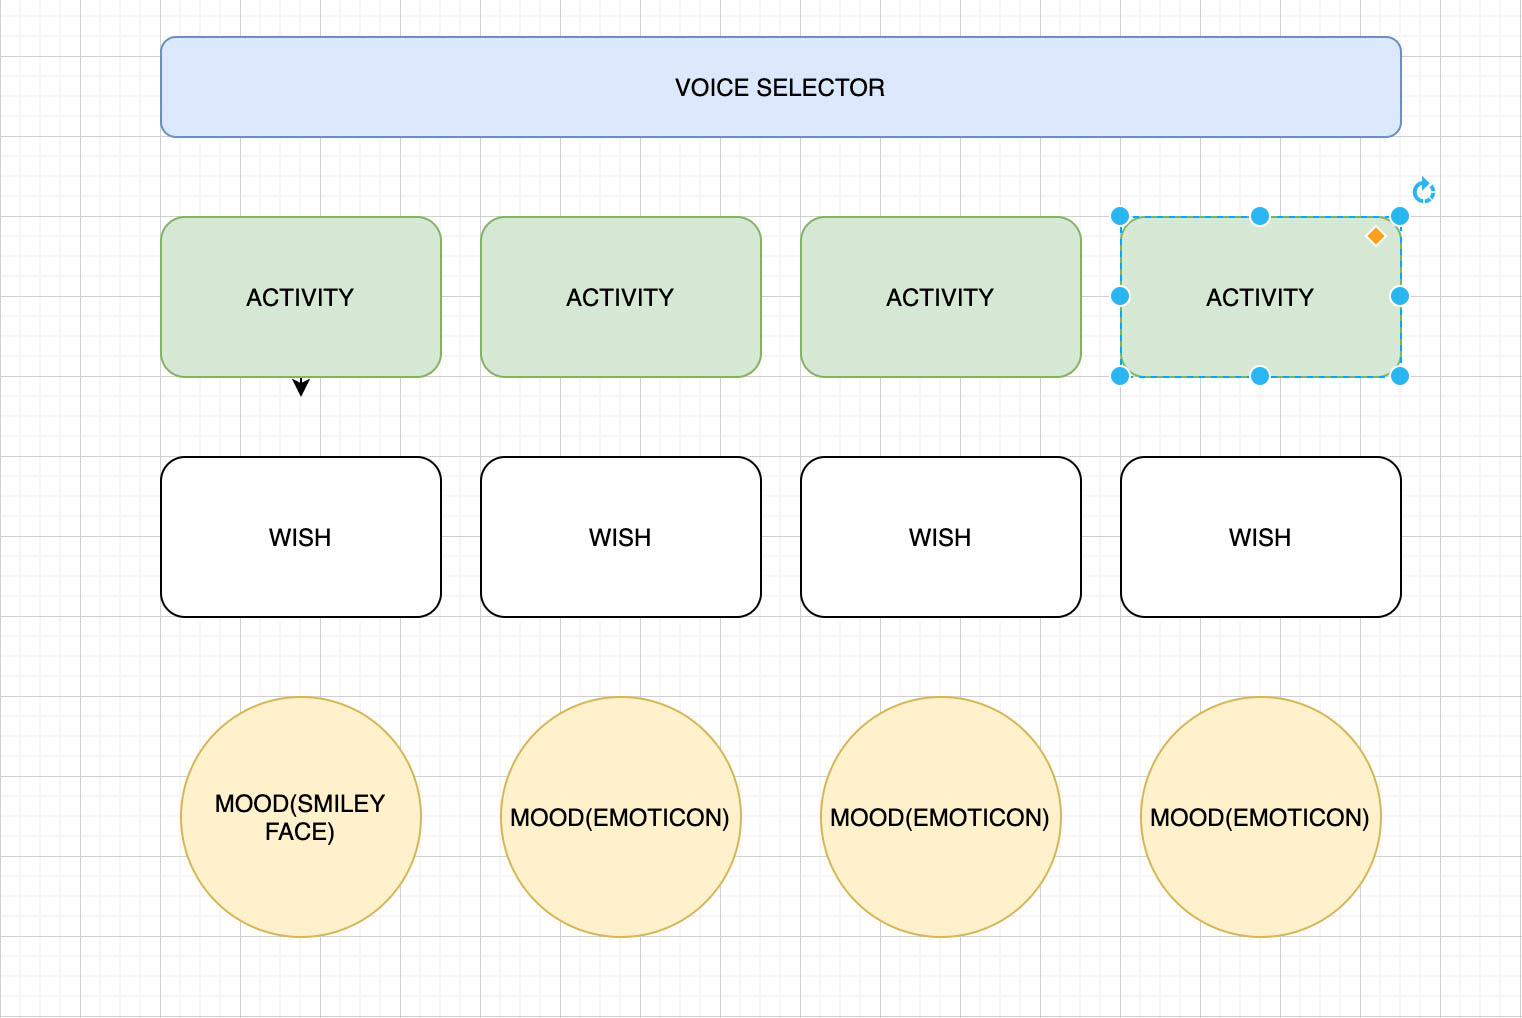 VOICE SELECTOR
ACTIVITY
ACTIVITY
ACTIVITY
ACTIVITY
WISH
WISH
WISH
WISH
MOOD(SMILEY
FACE)
MOOD(EMOTICON)
MOOD(EMOTICON)
MOOD(EMOTICON)